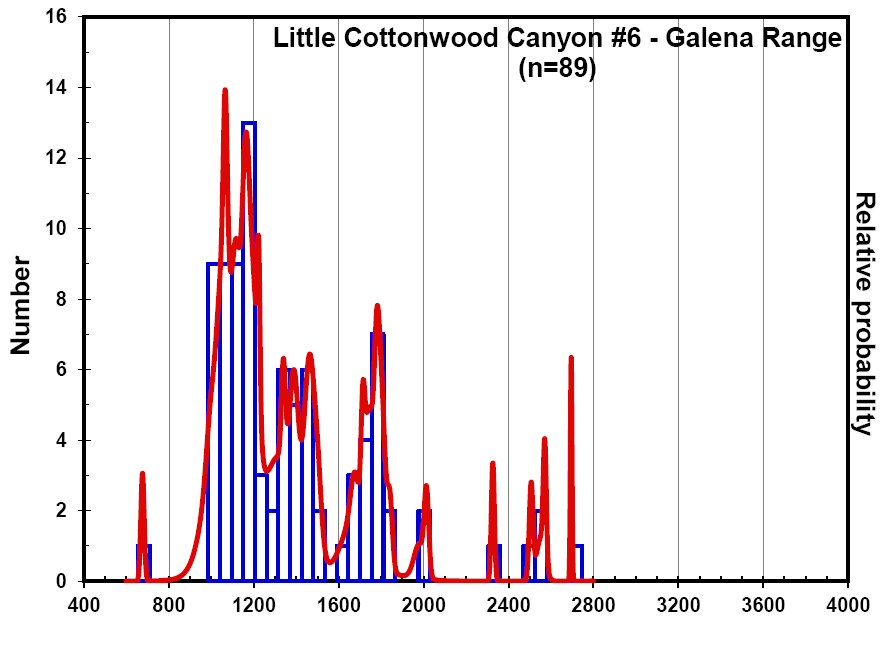 Little Cottonwood Canyon #6 - Galena Range
(n=89)
Number
Relative probability
16
14
12
10
8
6
4
2
0
400 800 1200 1600 2000 2400 2800 3200 3600 4000